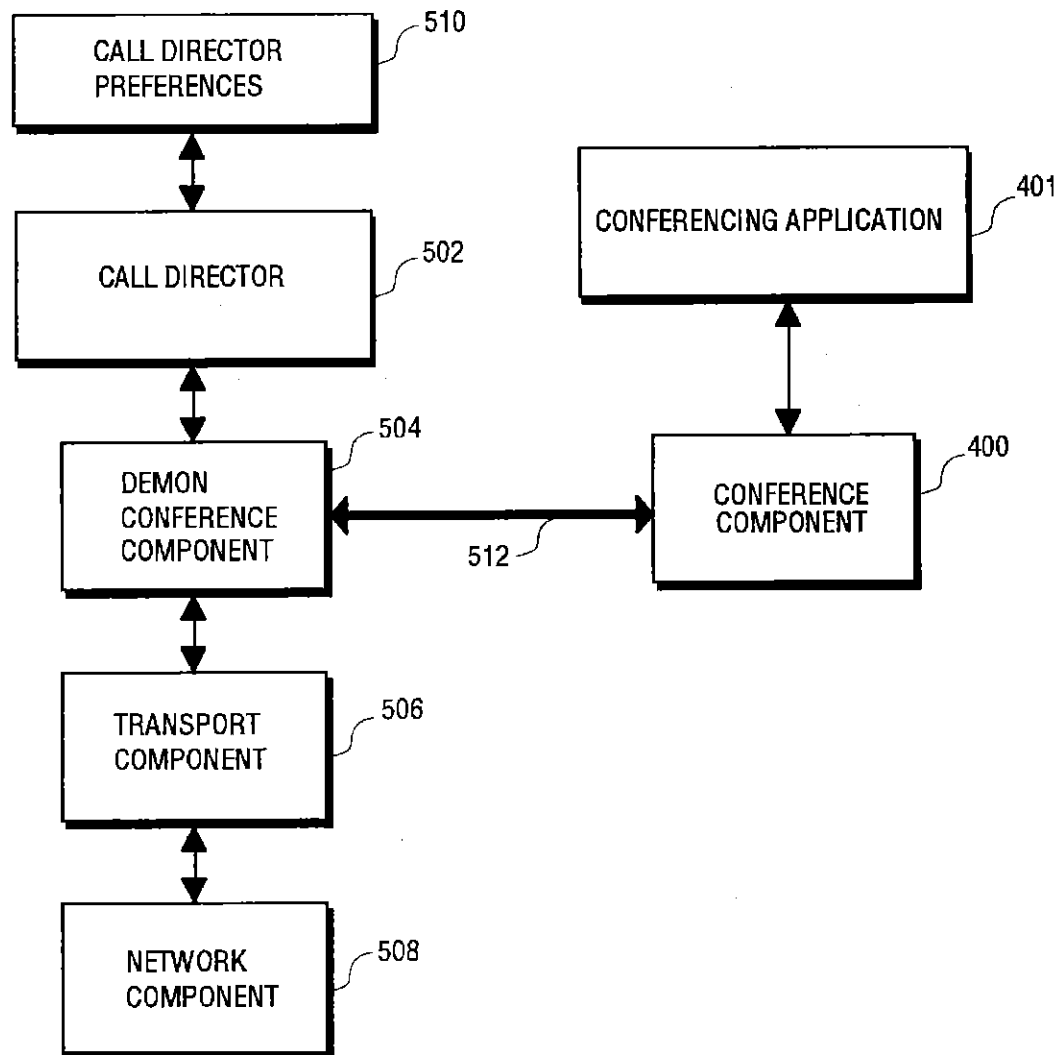 510
CALL DIRECTOR
PREFERENCES
401
CONFERENCING APPLICATION
502
CALL DIRECTOR
504
400
DEMON
CONFERENCE
COMPONENT
CONFERENCE
COMPONENT
512
506
TRANSPORT
COMPONENT
508
NETWORK
COMPONENT